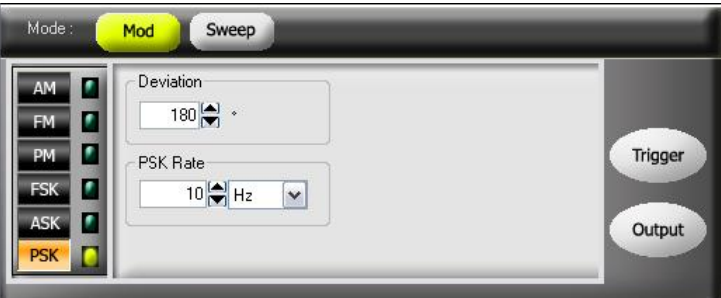 Mode : Mod Sweep
AM
FM
PM
FSK
ASK
PSK
Deviation
180 °
PSK Rate
10 Hz
Trigger
Output